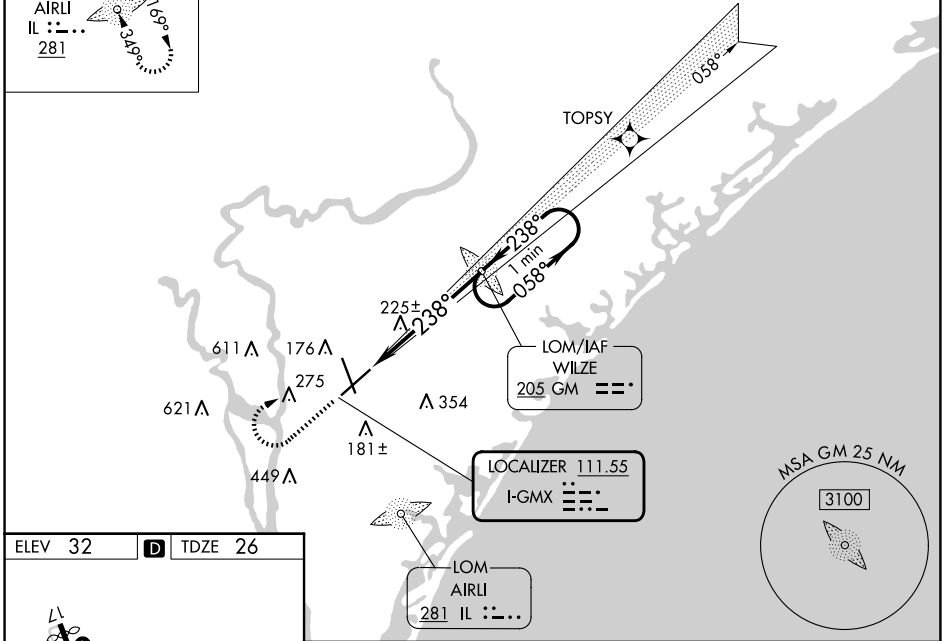 AIRLI
IL
281
349°
169°
058°
TOPSY
238°
1 min
058°
225±
238°
611
176
275
621
354
181±
449
LOM/IAF
WILZE
205 GM
LOCALIZER 111.55
I-GMX
MSA GM 25 NM
3100
LOM
AIRLI
281 IL
ELEV 32 D TDZE 26
17